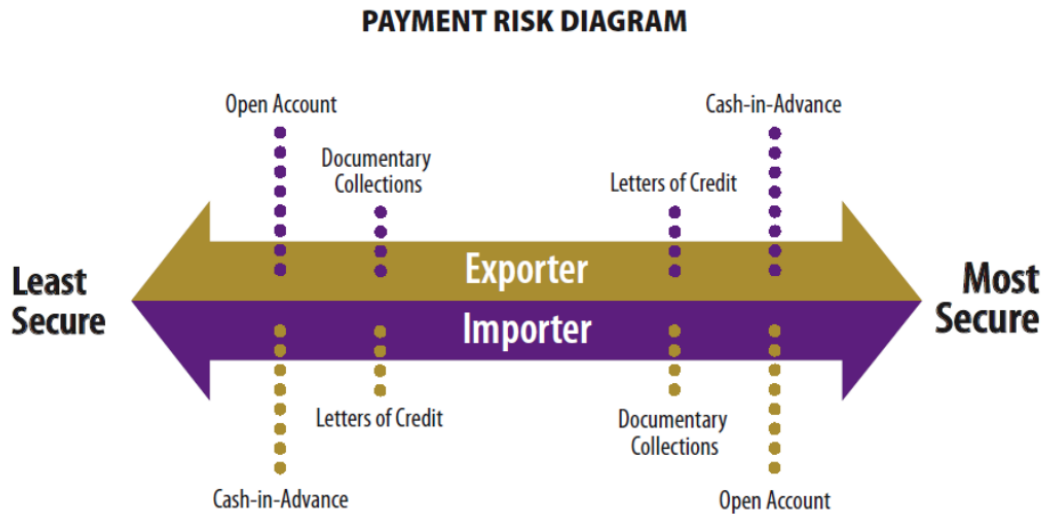 PAYMENT RISK DIAGRAM
Open Account
Cash-in-Advance
Documentary
Collections
Letters of Credit
Least
Secure
Exporter
Importer
Most
Secure
Letters of Credit
Documentary
Collections
Cash-in-Advance
Open Account